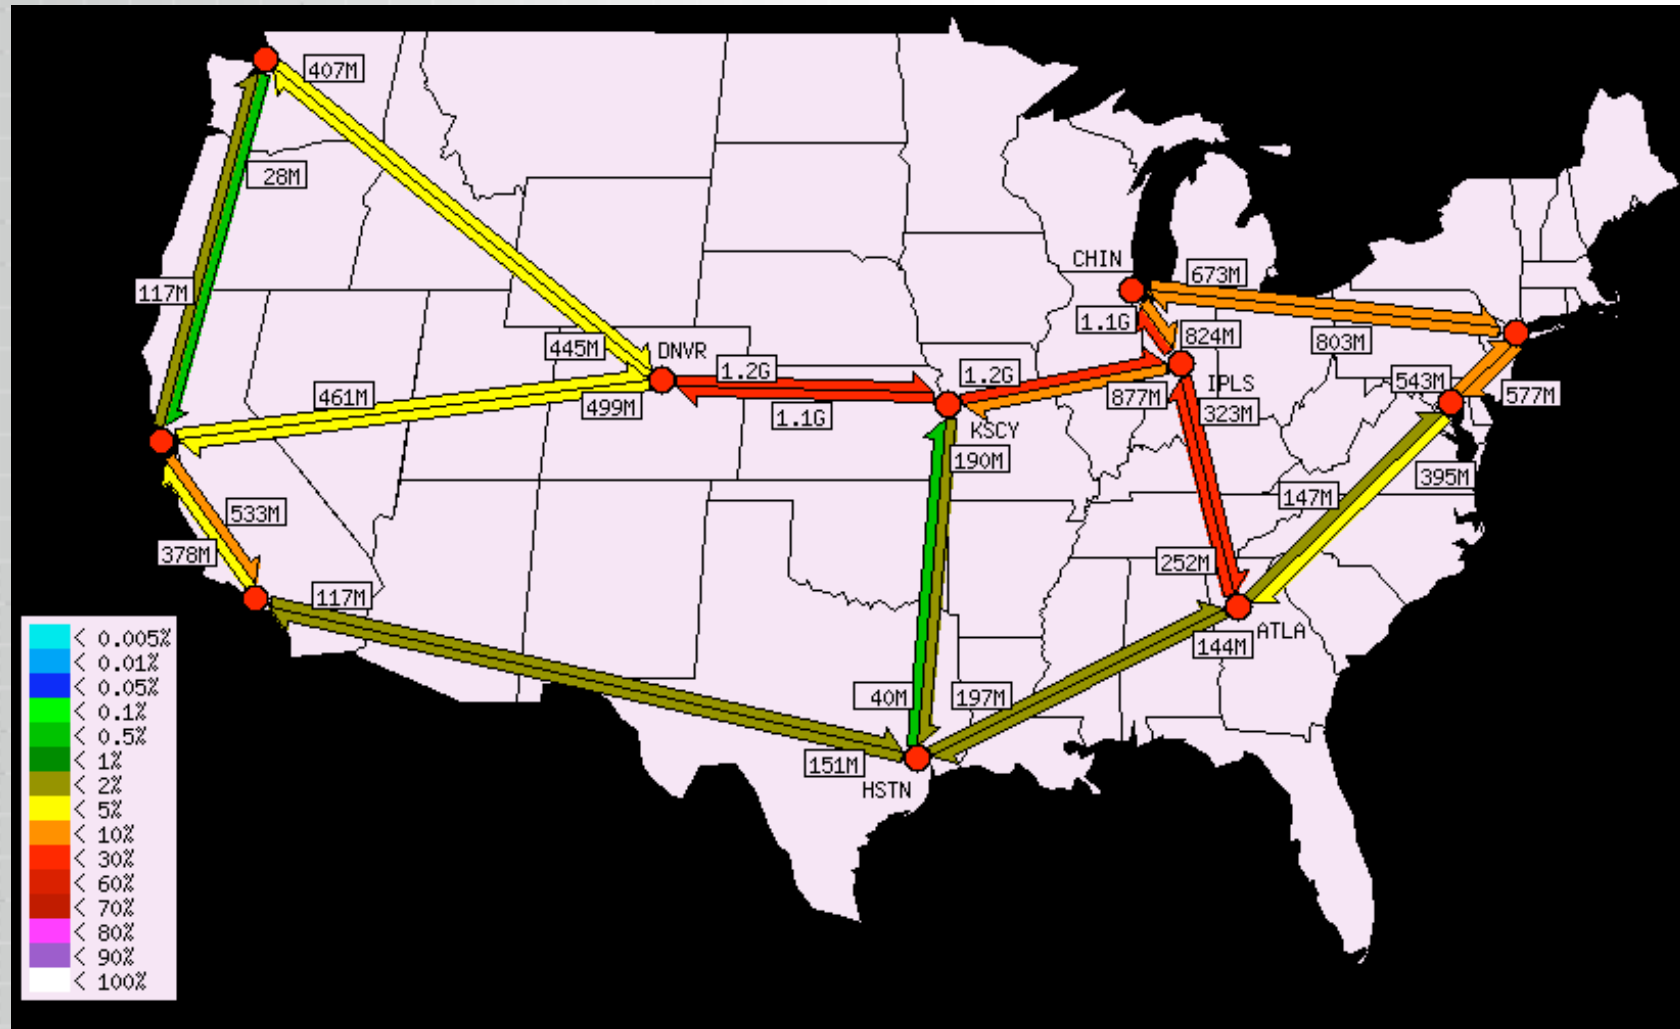 407M
28M
117M
CHIN
673M
1.1G
824M
803M
445M
DNVR
1.2G
1.2G
IPLS
543M
577M
461M
499M
1.1G
877M
323M
KSCY
190M
395M
147M
533M
378M
252M
117M
ATLA
144M
40M
197M
151M
HSTN
< 0.005%
< 0.01%
< 0.05%
< 0.1%
< 0.5%
< 1%
< 2%
< 5%
< 10%
< 30%
< 60%
< 70%
< 80%
< 90%
< 100%